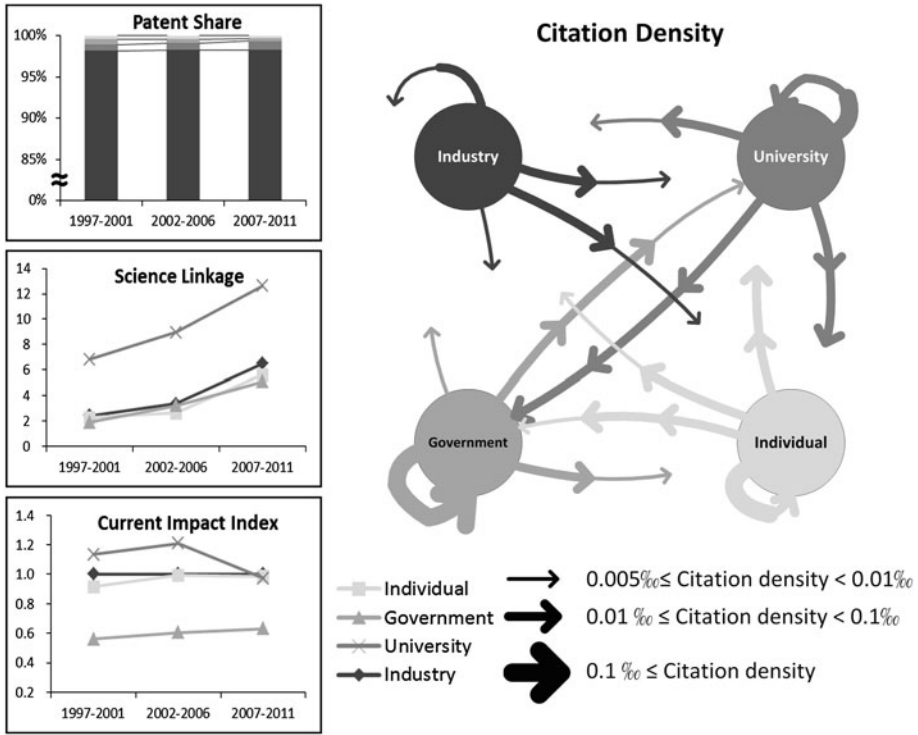 Patent Share
100%
95%
90%
85%
0%
1997-2001 2002-2006 2007-2011
Science Linkage
14
12
10
8
6
4
2
0
1997-2001 2002-2006 2007-2011
Current Impact Index
1.4
1.2
1.0
0.8
0.6
0.4
0.2
1997-2001 2002-2006 2007-2011
Citation Density
Industry
University
Government
Individual
Individual
Government
University
Industry
0.005‰≤ Citation density < 0.01‰
0.01 ‰ ≤ Citation density < 0.1‰
0.1 ‰ ≤ Citation density